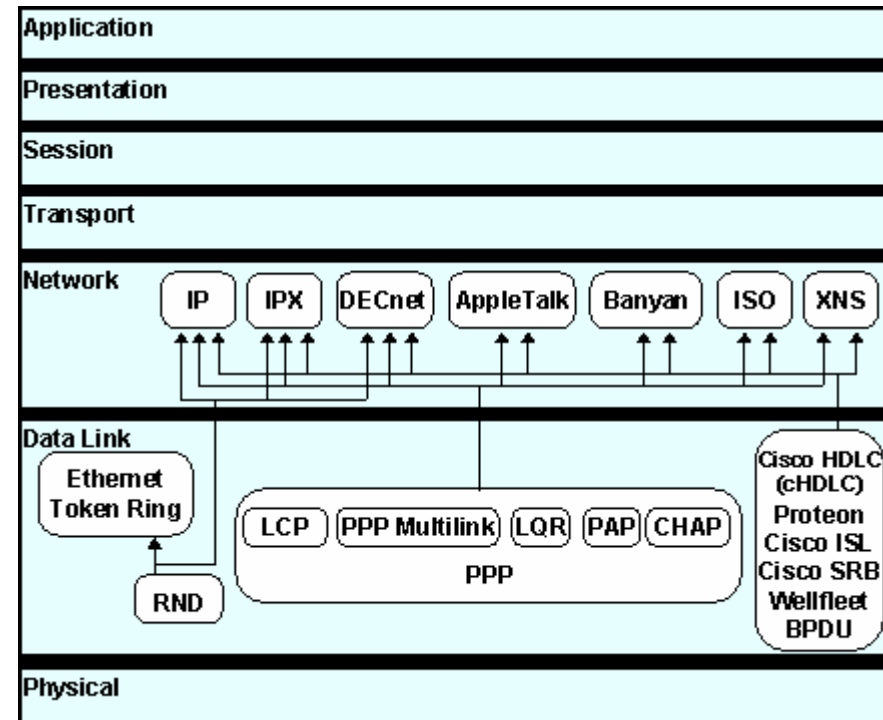 Application
Presentation
Session
Transport
Network
IP
IPX
DECnet
AppleTalk
Banyan
ISO
XNS
Data Link
Ethernet
Token Ring
RND
LCP
PPP Multilink
LQR
PAP
CHAP
PPP
Cisco HDLC
(cHDLC)
Proteon
Cisco ISL
Cisco SRB
Wellfleet
BPDU
Physical